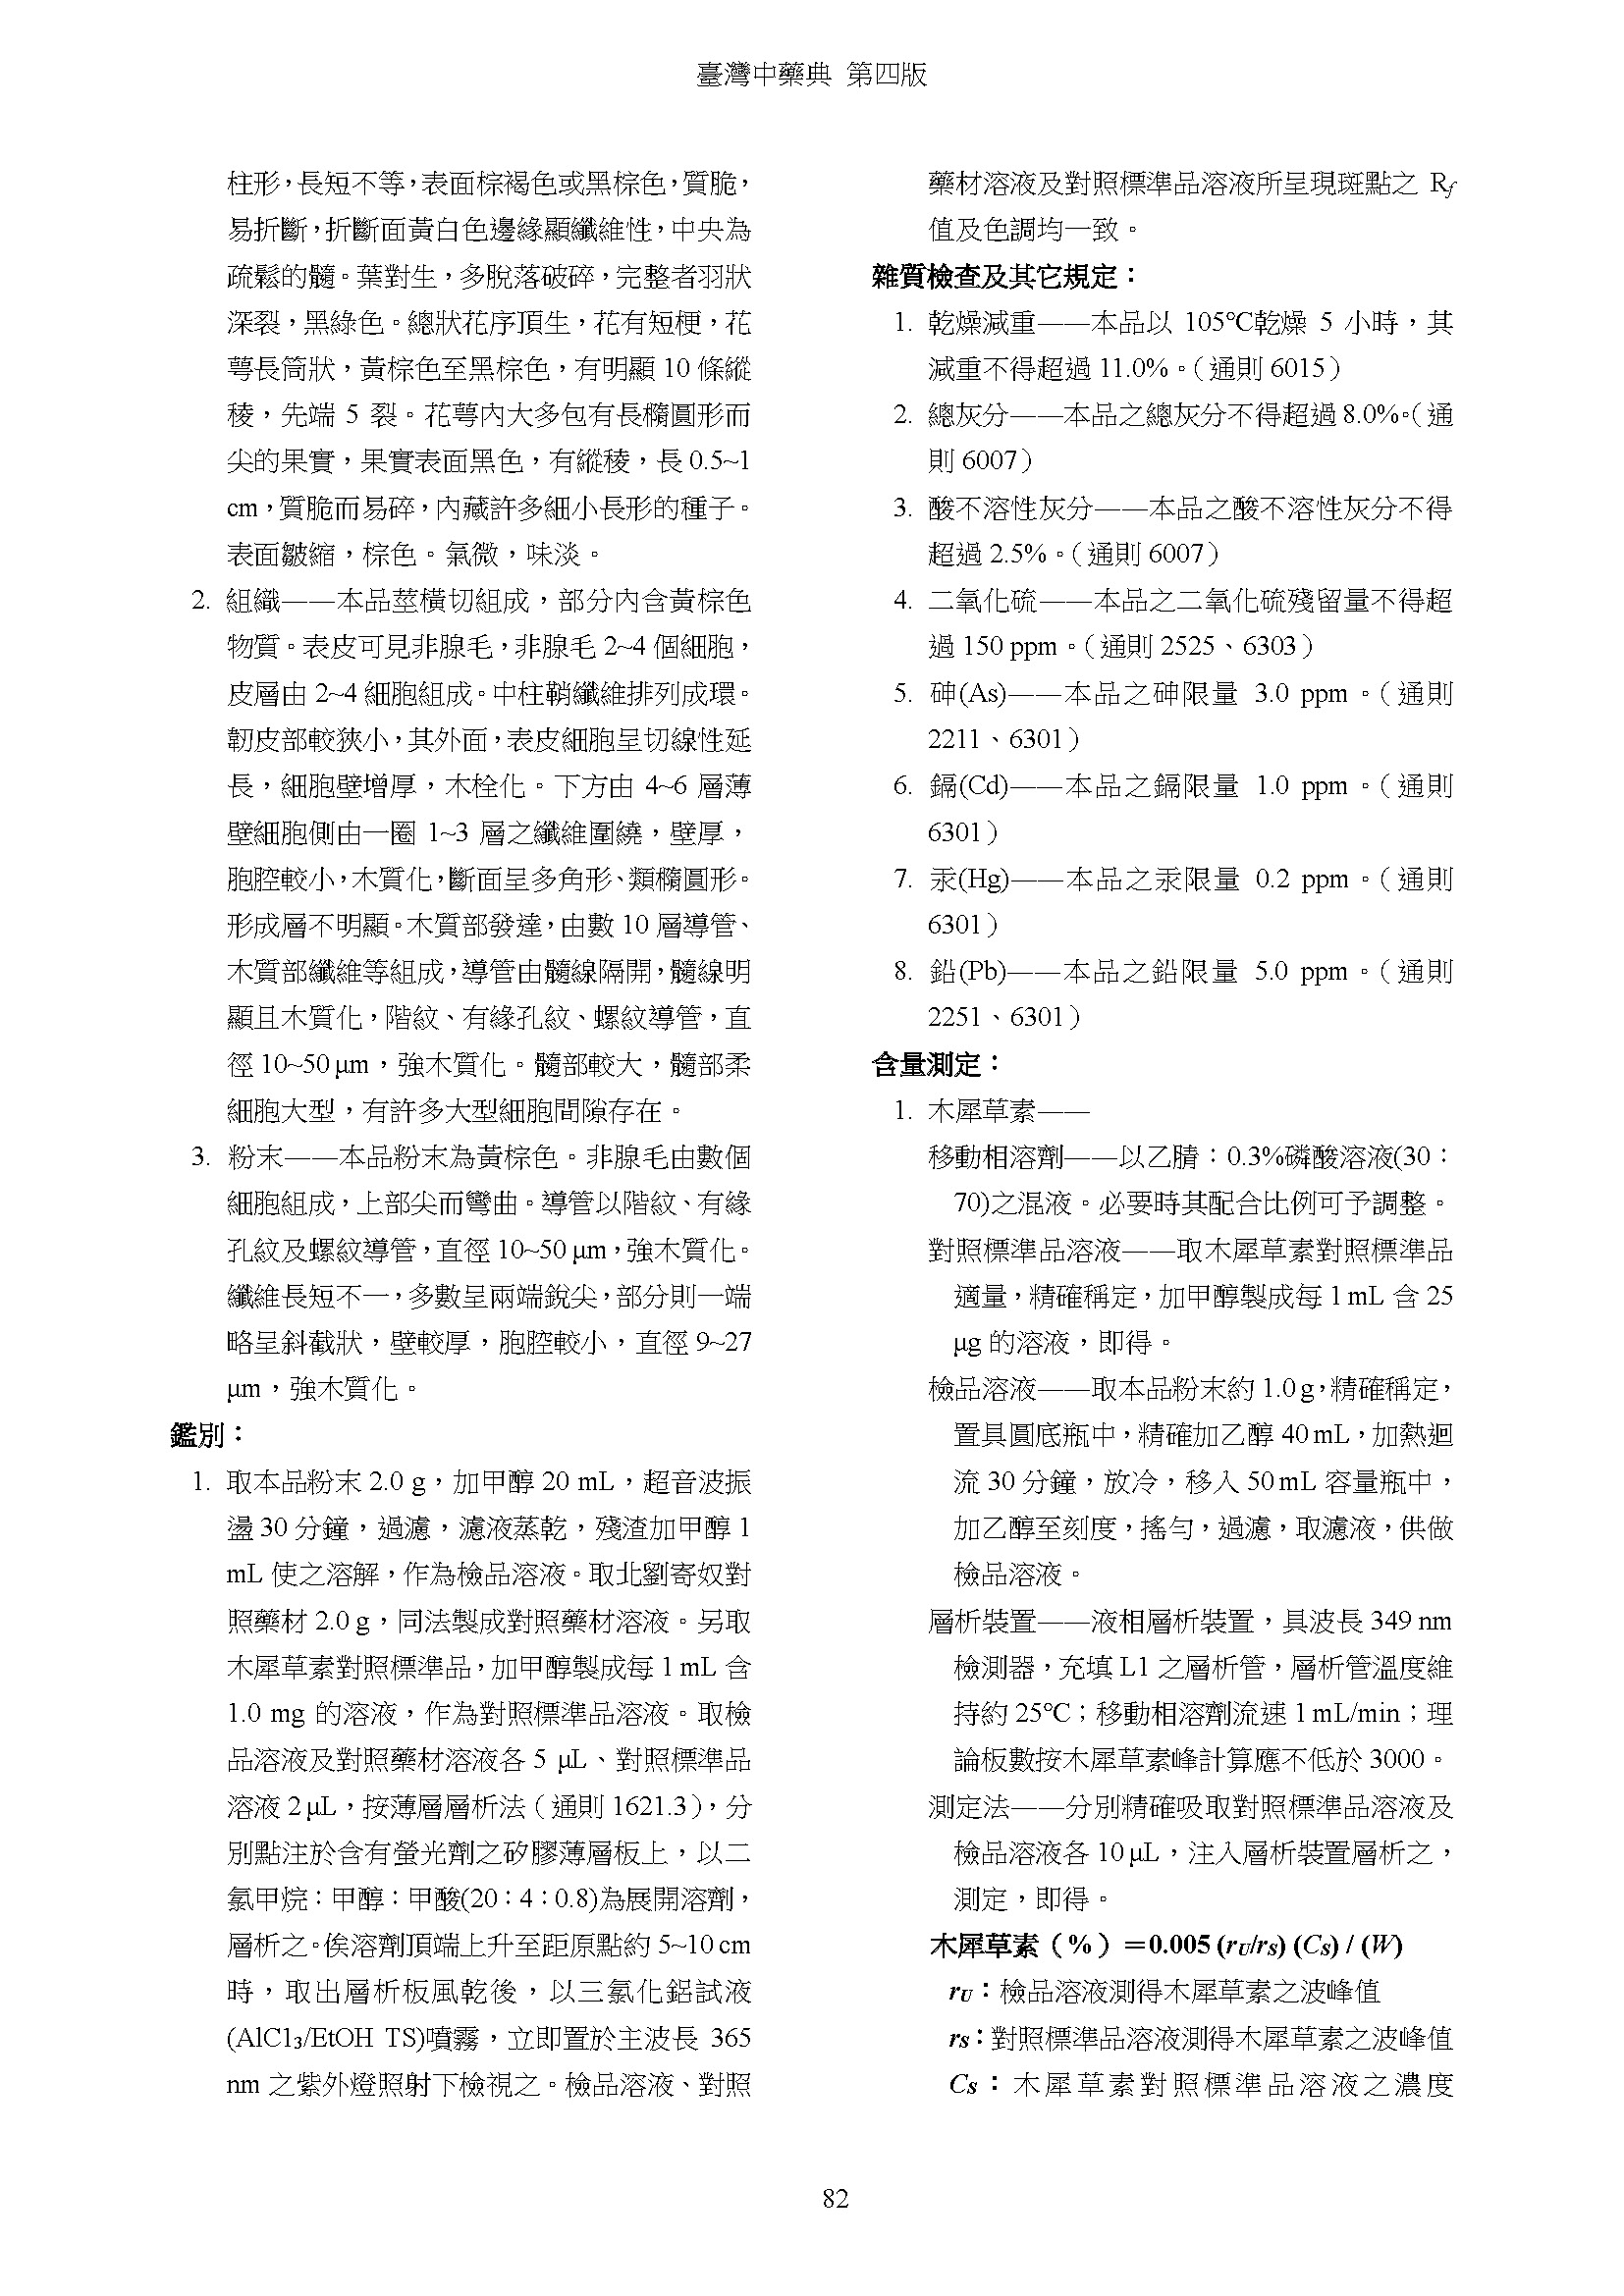 臺灣中藥典 第四版
柱形，長短不等，表面棕褐色或黑棕色，質脆，
易折斷，折斷面黃白色邊緣顯纖維性，中央為
疏鬆的髓。葉對生，多脫落破碎，完整者羽狀
深裂，黑綠色。總狀花序頂生，花有短梗，花
萼長筒狀，黃棕色至黑棕色，有明顯 10 條縱
稜，先端 5 裂。花萼內大多包有長橢圓形而
尖的果實，果實表面黑色，有縱稜，長 0.5~1
cm，質脆而易碎，內藏許多細小長形的種子。
表面皺縮，棕色。氣微，味淡。
2. 組織——本品莖橫切組成，部分內含黃棕色
物質。表皮可見非腺毛，非腺毛 2~4 個細胞，
皮層由 2~4 細胞組成。中柱鞘纖維排列成環。
韌皮部較狹小，其外面，表皮細胞呈切線性延
長，細胞壁增厚，木栓化。下方由 4~6 層薄
壁細胞側由一圈 1~3 層之纖維圍繞，壁厚，
胞腔較小，木質化，斷面呈多角形、類橢圓形。
形成層不明顯。木質部發達，由數 10 層導管、
木質部纖維等組成，導管由髓線隔開，髓線明
顯且木質化，階紋、有緣孔紋、螺紋導管，直
徑 10~50 μm，強木質化。髓部較大，髓部柔
細胞大型，有許多大型細胞間隙存在。
3. 粉末——本品粉末為黃棕色。非腺毛由數個
細胞組成，上部尖而彎曲。導管以階紋、有緣
孔紋及螺紋導管，直徑 10~50 μm，強木質化。
纖維長短不一，多數呈兩端銳尖，部分則一端
略呈斜截狀，壁較厚，胞腔較小，直徑 9~27
μm，強木質化。
鑑別：
1. 取本品粉末 2.0 g，加甲醇 20 mL，超音波振
盪 30 分鐘，過濾，濾液蒸乾，殘渣加甲醇 1
mL 使之溶解，作為檢品溶液。取北劉寄奴對
照藥材 2.0 g，同法製成對照藥材溶液。另取
木犀草素對照標準品，加甲醇製成每 1 mL 含
1.0 mg 的溶液，作為對照標準品溶液。取檢
品溶液及對照藥材溶液各 5 μL、對照標準品
溶液 2 μL，按薄層層析法（通則 1621.3），分
別點注於含有螢光劑之矽膠薄層板上，以二
氯甲烷：甲醇：甲酸(20：4：0.8)為展開溶劑，
層析之。俟溶劑頂端上升至距原點約 5~10 cm
時，取出層析板風乾後，以三氯化鋁試液
(AlCl₃/EtOH TS)噴霧，立即置於主波長 365
nm 之紫外燈照射下檢視之。檢品溶液、對照
藥材溶液及對照標準品溶液所呈現斑點之 Rf
值及色調均一致。
雜質檢查及其它規定：
1. 乾燥減重——本品以 105℃乾燥 5 小時，其
減重不得超過 11.0%。（通則 6015）
2. 總灰分——本品之總灰分不得超過 8.0%。（通
則 6007）
3. 酸不溶性灰分——本品之酸不溶性灰分不得
超過 2.5%。（通則 6007）
4. 二氧化硫——本品之二氧化硫殘留量不得超
過 150 ppm。（通則 2525、6303）
5. 砷(As)——本品之砷限量 3.0 ppm。（通則
2211、6301）
6. 鎘(Cd)——本品之鎘限量 1.0 ppm。（通則
6301）
7. 汞(Hg)——本品之汞限量 0.2 ppm。（通則
6301）
8. 鉛(Pb)——本品之鉛限量 5.0 ppm。（通則
2251、6301）
含量測定：
1. 木犀草素——
移動相溶劑——以乙腈：0.3%磷酸溶液(30：
70)之混液。必要時其配合比例可予調整。
對照標準品溶液——取木犀草素對照標準品
適量，精確稱定，加甲醇製成每 1 mL 含 25
μg 的溶液，即得。
檢品溶液——取本品粉末約 1.0 g，精確稱定，
置具圓底瓶中，精確加乙醇 40 mL，加熱迴
流 30 分鐘，放冷，移入 50 mL 容量瓶中，
加乙醇至刻度，搖勻，過濾，取濾液，供做
檢品溶液。
層析裝置——液相層析裝置，具波長 349 nm
檢測器，充填 L1 之層析管，層析管溫度維
持約 25℃；移動相溶劑流速 1 mL/min；理
論板數按木犀草素峰計算應不低於 3000。
測定法——分別精確吸取對照標準品溶液及
檢品溶液各 10 μL，注入層析裝置層析之，
測定，即得。
木犀草素（%）＝0.005 (rU/rS) (CS) / (W)
rU：檢品溶液測得木犀草素之波峰值
rS：對照標準品溶液測得木犀草素之波峰值
CS：木犀草素對照標準品溶液之濃度
82